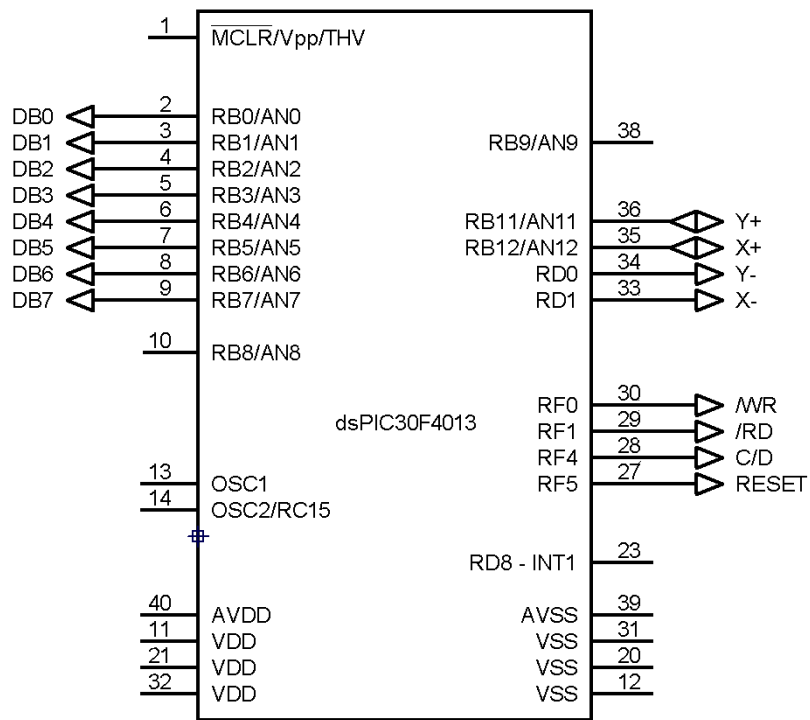 1 MCLR/Vpp/THV
DB0 2 RB0/AN0
DB1 3 RB1/AN1 RB9/AN9 38
DB2 4 RB2/AN2
DB3 5 RB3/AN3
DB4 6 RB4/AN4 RB11/AN11 36 Y+
DB5 7 RB5/AN5 RB12/AN12 35 X+
DB6 8 RB6/AN6 RD0 34 Y-
DB7 9 RB7/AN7 RD1 33 X-
10 RB8/AN8
RF0 30 /WR
dsPIC30F4013
RF1 29 /RD
RF4 28 C/D
13 OSC1 RF5 27 RESET
14 OSC2/RC15
RD8 - INT1 23
40 AVDD AVSS 39
11 VDD VSS 31
21 VDD VSS 20
32 VDD VSS 12